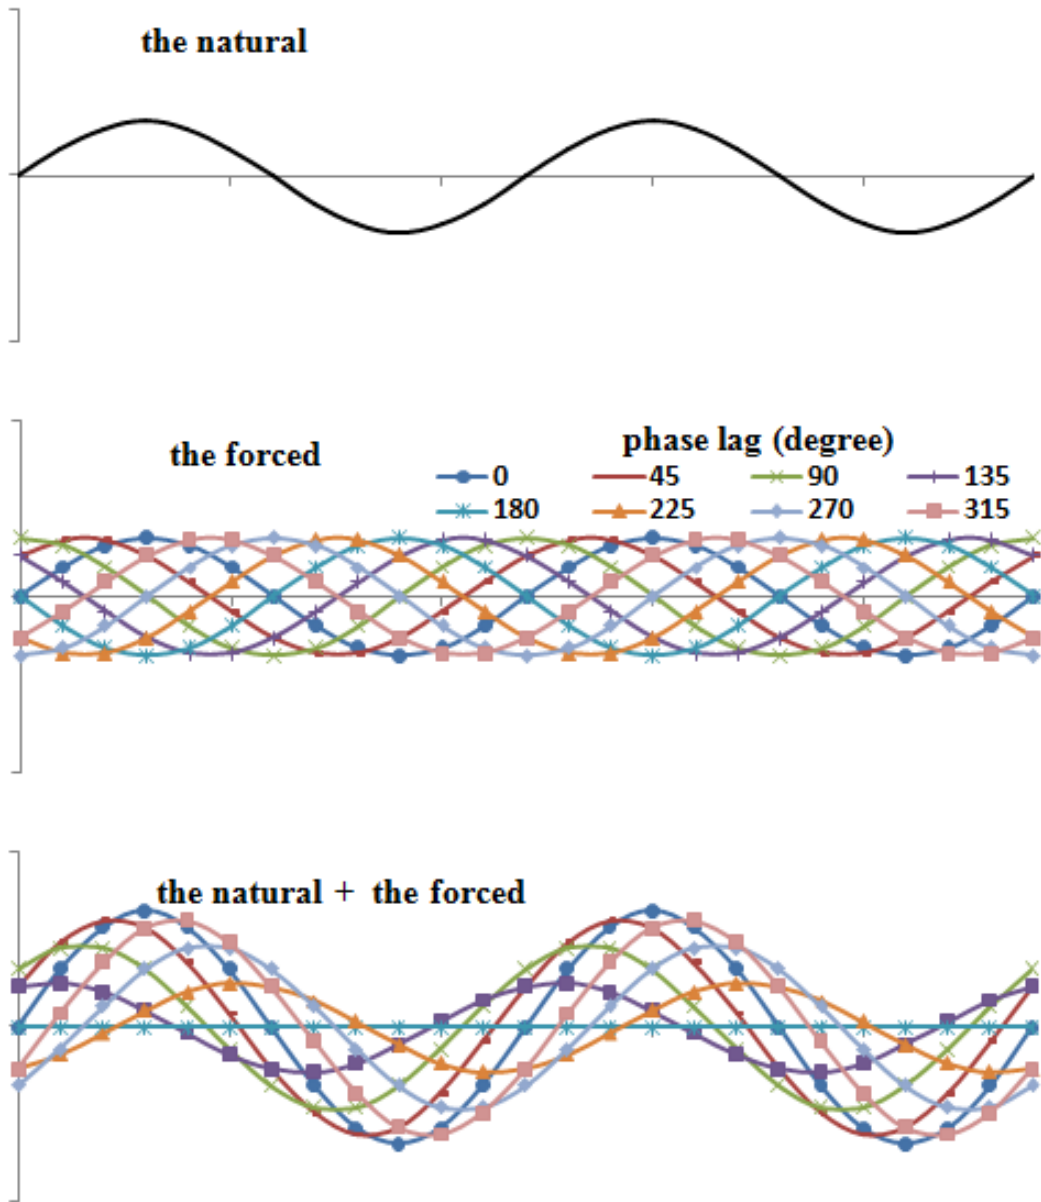 the natural
the forced
phase lag (degree)
0 45 90 135
180 225 270 315
the natural + the forced